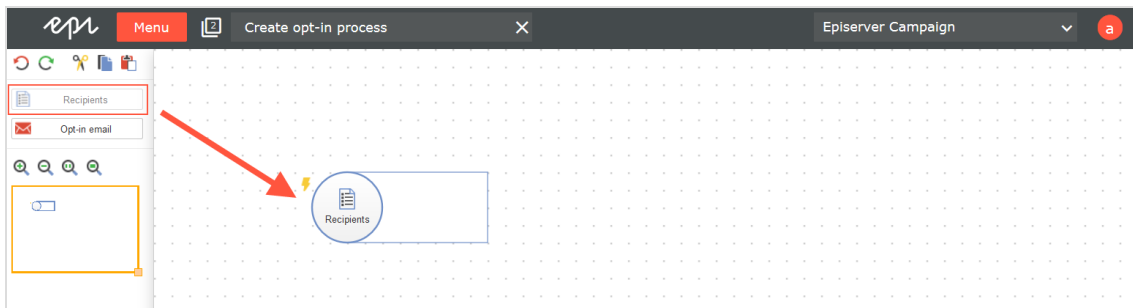 epi
Menu
2
Create opt-in process
Episerver Campaign
a
Recipients
Opt-in email
Recipients